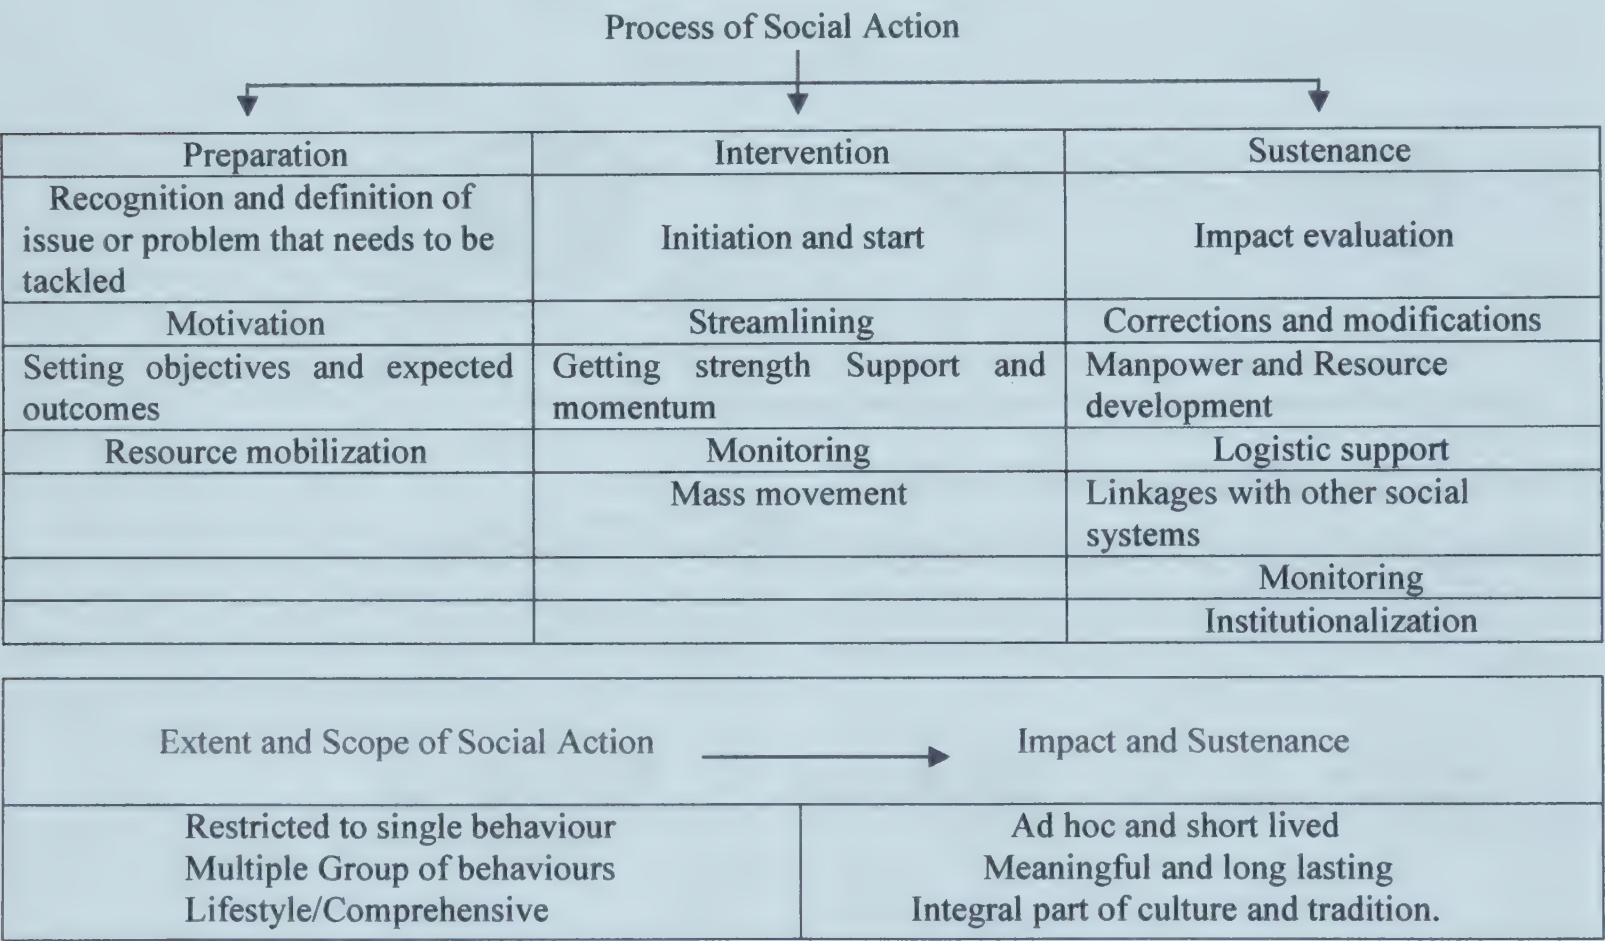 Process of Social Action
Preparation
Intervention
Sustenance
Recognition and definition of
issue or problem that needs to be
tackled
Initiation and start
Impact evaluation
Motivation
Streamlining
Corrections and modifications
Setting objectives and expected
outcomes
Getting strength Support and
momentum
Manpower and Resource
development
Resource mobilization
Monitoring
Logistic support
Mass movement
Linkages with other social
systems
Monitoring
Institutionalization
Extent and Scope of Social Action
Impact and Sustenance
Restricted to single behaviour
Multiple Group of behaviours
Lifestyle/Comprehensive
Ad hoc and short lived
Meaningful and long lasting
Integral part of culture and tradition.